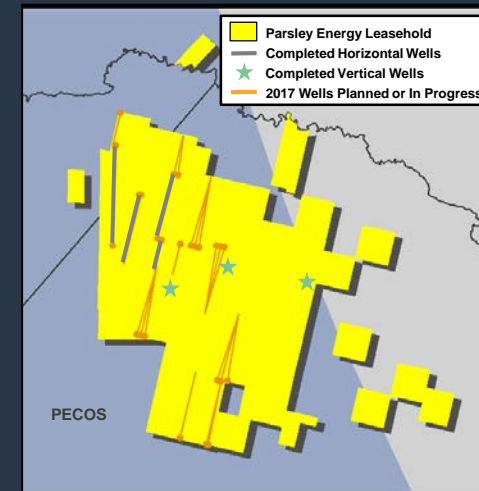 Parsley Energy Leasehold
Completed Horizontal Wells
Completed Vertical Wells
2017 Wells Planned or In Progress
PECOS